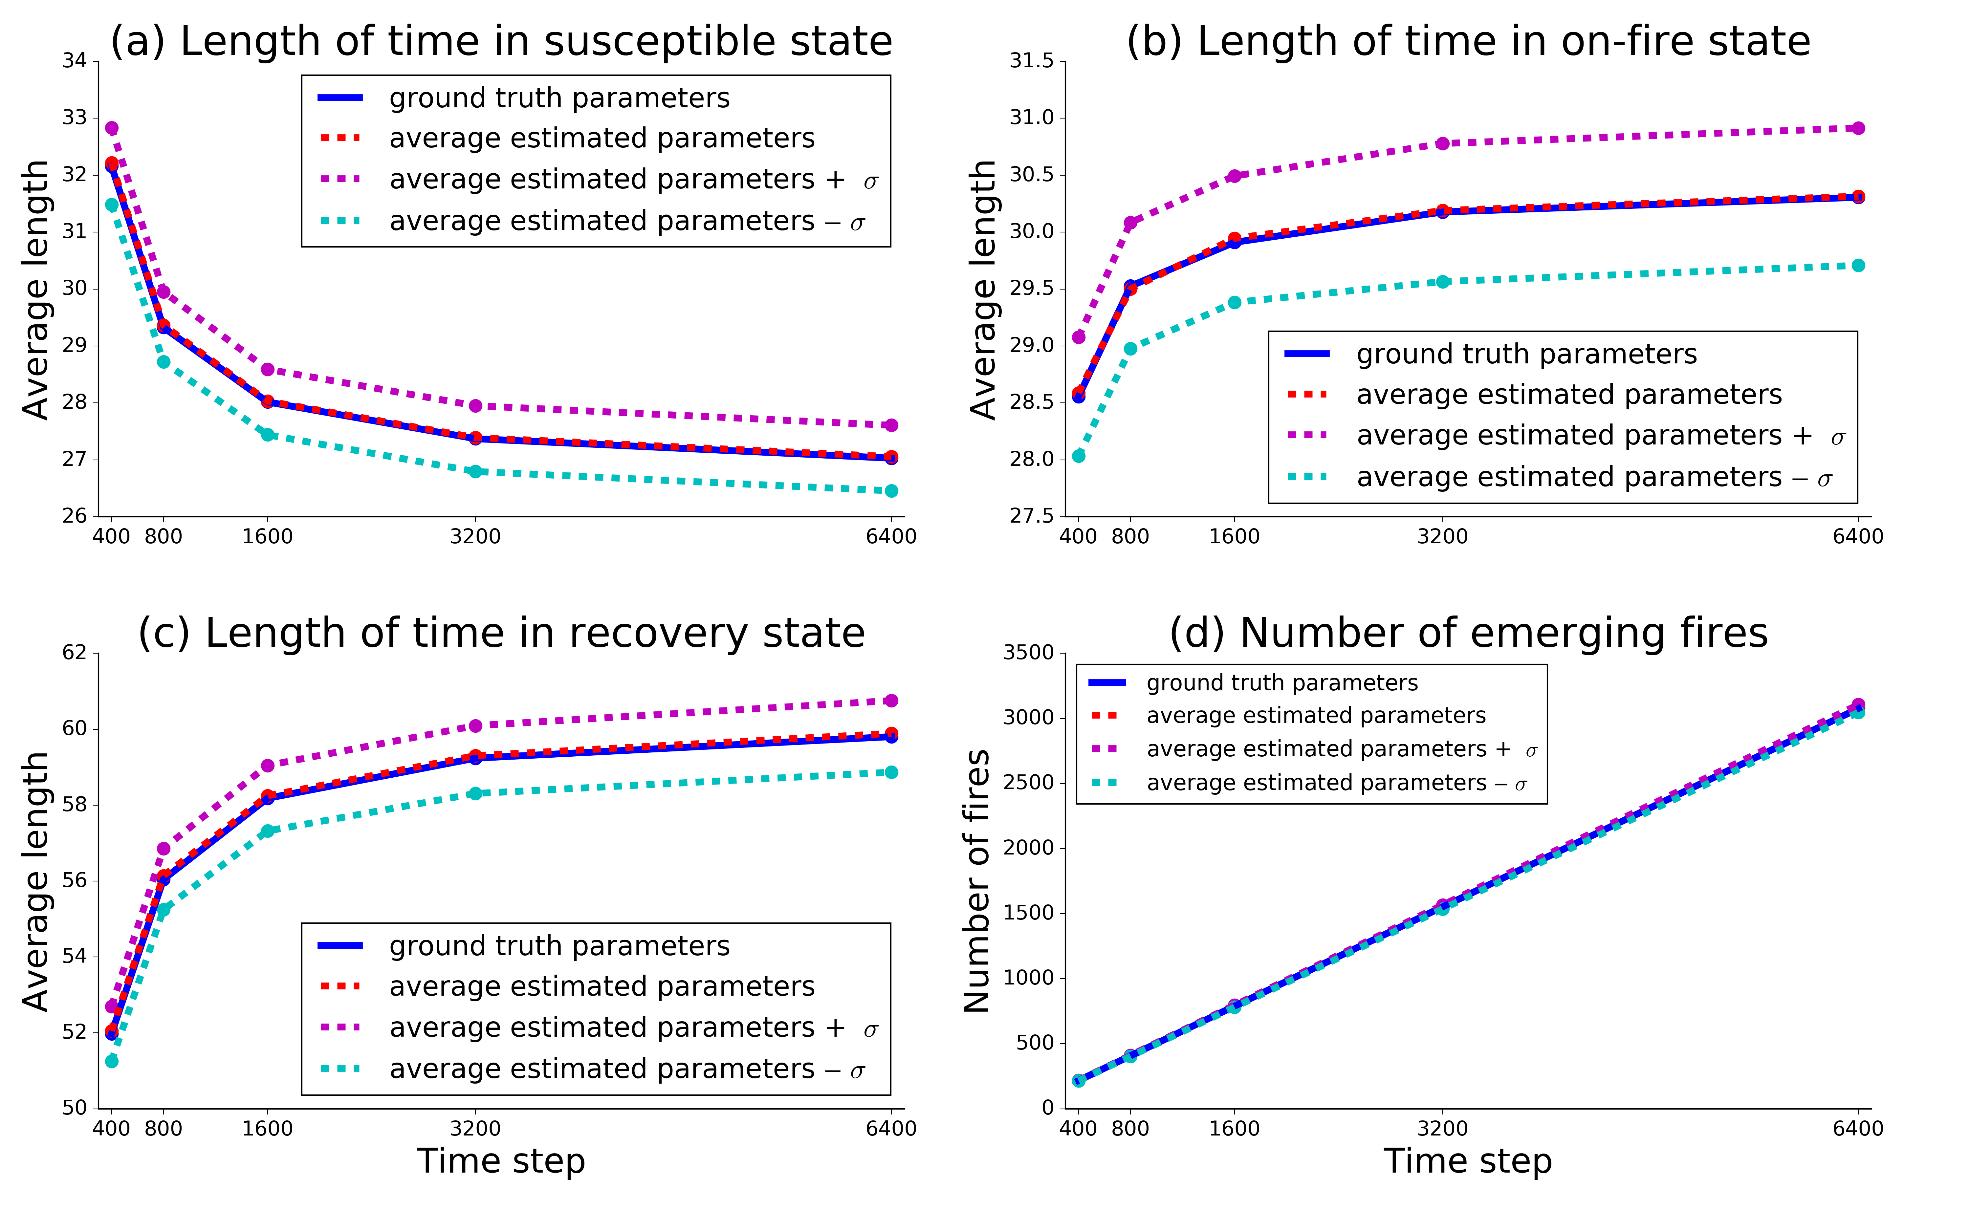 (a) Length of time in susceptible state
34
33
32
31
30
29
28
27
26
Average length
ground truth parameters
average estimated parameters
average estimated parameters + σ
average estimated parameters − σ
400 800 1600 3200 6400
(b) Length of time in on-fire state
31.5
31.0
30.5
30.0
29.5
29.0
28.5
28.0
27.5
Average length
ground truth parameters
average estimated parameters
average estimated parameters + σ
average estimated parameters − σ
400 800 1600 3200 6400
(c) Length of time in recovery state
62
60
58
56
54
52
50
Average length
ground truth parameters
average estimated parameters
average estimated parameters + σ
average estimated parameters − σ
400 800 1600 3200 6400
Time step
(d) Number of emerging fires
3500
3000
2500
2000
1500
1000
500
0
Number of fires
ground truth parameters
average estimated parameters
average estimated parameters + σ
average estimated parameters − σ
400 800 1600 3200 6400
Time step